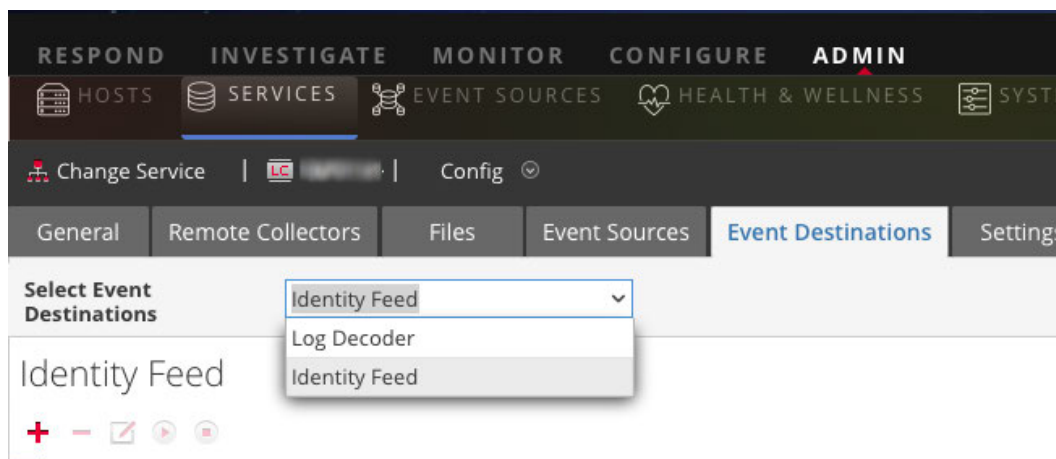 RESPOND INVESTIGATE MONITOR CONFIGURE ADMIN
HOSTS SERVICES EVENT SOURCES HEALTH & WELLNESS SYST
Change Service | LC | Config
General Remote Collectors Files Event Sources Event Destinations Settings
Select Event
Destinations
Identity Feed
Log Decoder
Identity Feed
Identity Feed